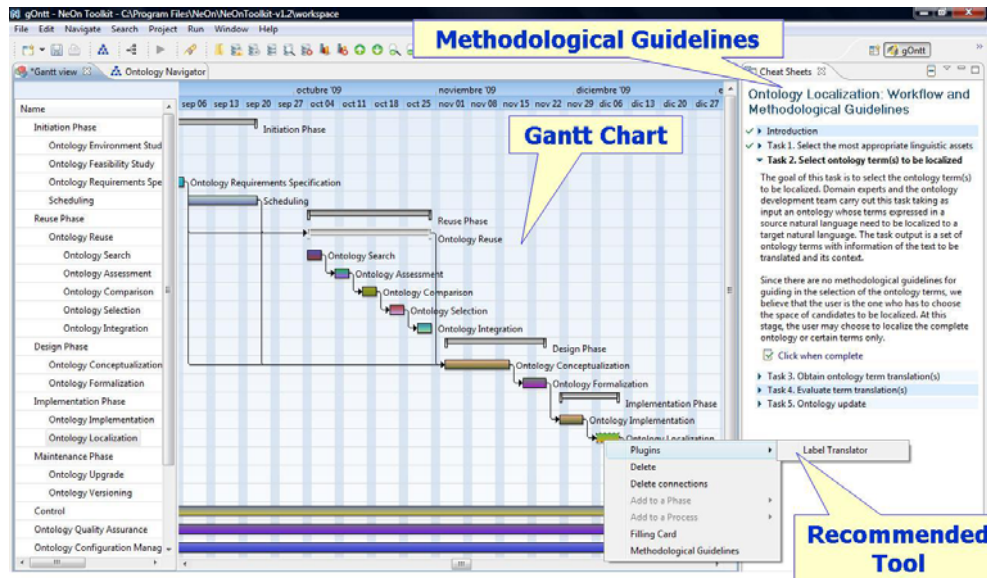 gOntt - NeOn Toolkit - C:\Program Files\NeOn\NeOnToolkit-v1.2\workspace
File Edit Navigate Search Project Run Window Help
Methodological Guidelines
gOntt
*Gantt view
Ontology Navigator
Cheat Sheets
octubre '09 noviembre '09 diciembre '09 e
Name
sep 06 sep 13 sep 20 sep 27 oct 04 oct 11 oct 18 oct 25 nov 01 nov 08 nov 15 nov 22 nov 29 dic 06 dic 13 dic 20 dic 27
Initiation Phase
Ontology Environment Stud
Ontology Feasibility Study
Ontology Requirements Spe
Scheduling
Reuse Phase
Ontology Reuse
Ontology Search
Ontology Assessment
Ontology Comparison
Ontology Selection
Ontology Integration
Design Phase
Ontology Conceptualization
Ontology Formalization
Implementation Phase
Ontology Implementation
Ontology Localization
Maintenance Phase
Ontology Upgrade
Ontology Versioning
Control
Ontology Quality Assurance
Ontology Configuration Manag
Initiation Phase
Gantt Chart
Ontology Requirements Specification
Scheduling
Reuse Phase
Ontology Reuse
Ontology Search
Ontology Assessment
Ontology Comparison
Ontology Selection
Ontology Integration
Design Phase
Ontology Conceptualization
Ontology Formalization
Implementation Phase
Ontology Implementation
Ontology Localization
Plugins
Label Translator
Delete
Delete connections
Add to a Phase
Add to a Process
Filling Card
Methodological Guidelines
Recommended
Tool
Ontology Localization: Workflow and
Methodological Guidelines
Introduction
Task 1. Select the most appropriate linguistic assets
Task 2. Select ontology term(s) to be localized
The goal of this task is to select the ontology term(s)
to be localized. Domain experts and the ontology
development team carry out this task taking as
input an ontology whose terms expressed in a
source natural language need to be localized to a
target natural language. The task output is a set of
ontology terms with information of the text to be
translated and its context.
Since there are no methodological guidelines for
guiding in the selection of the ontology terms, we
believe that the user is the one who has to choose
the space of candidates to be localized. At this
stage, the user may choose to localize the complete
ontology or certain terms only.
Click when complete
Task 3. Obtain ontology term translation(s)
Task 4. Evaluate term translation(s)
Task 5. Ontology update